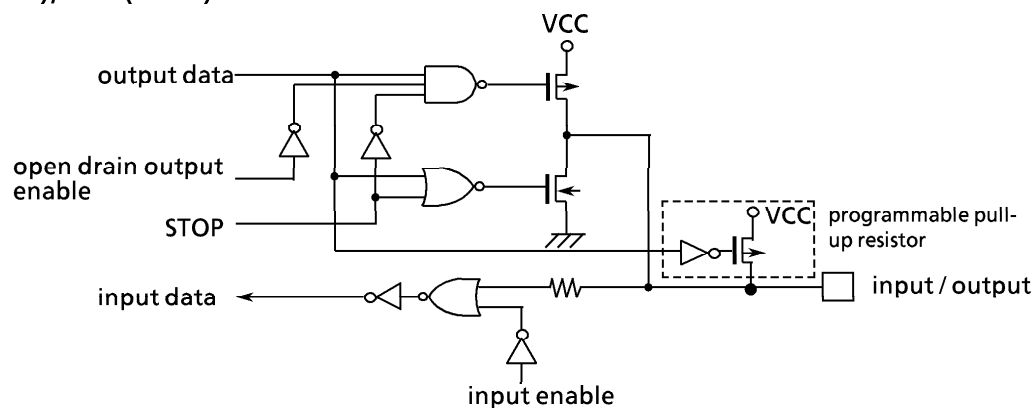 VCC
output data
open drain output
enable
STOP
VCC
programmable pull-
up resistor
input data
input / output
input enable